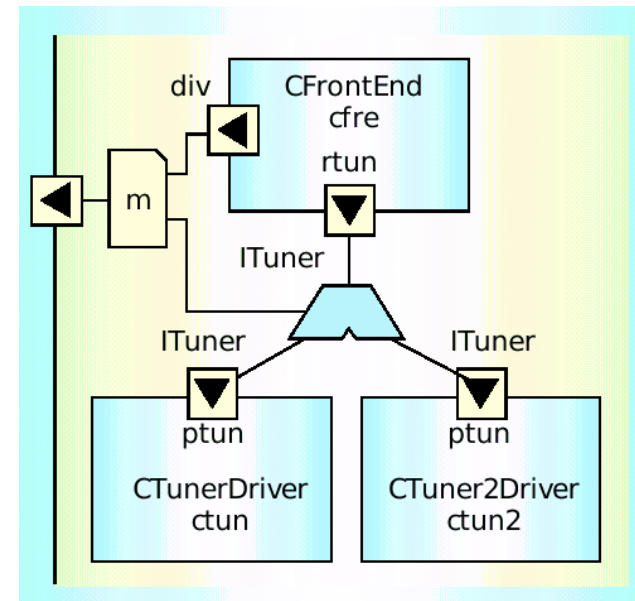 div
CFrontEnd
cfre
rtun
m
ITuner
ITuner
ITuner
ptun
ptun
CTunerDriver
ctun
CTuner2Driver
ctun2